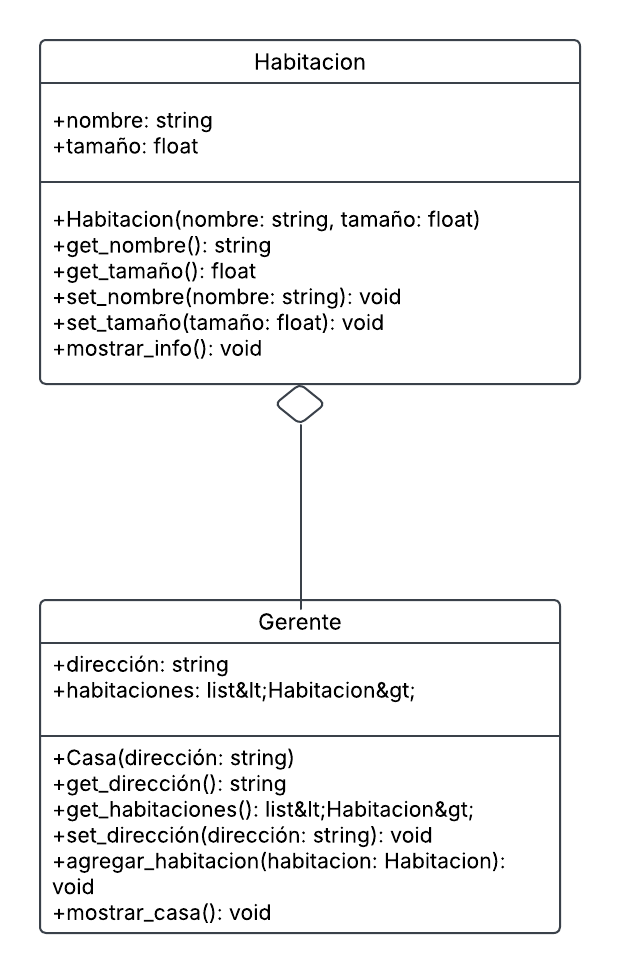 Habitacion
+nombre: string
+tamaño: float
+Habitacion(nombre: string, tamaño: float)
+get_nombre(): string
+get_tamaño(): float
+set_nombre(nombre: string): void
+set_tamaño(tamaño: float): void
+mostrar_info(): void
Gerente
+dirección: string
+habitaciones: list&lt;Habitacion&gt;
+Casa(dirección: string)
+get_dirección(): string
+get_habitaciones(): list&lt;Habitacion&gt;
+set_dirección(dirección: string): void
+agregar_habitacion(habitacion: Habitacion):
void
+mostrar_casa(): void